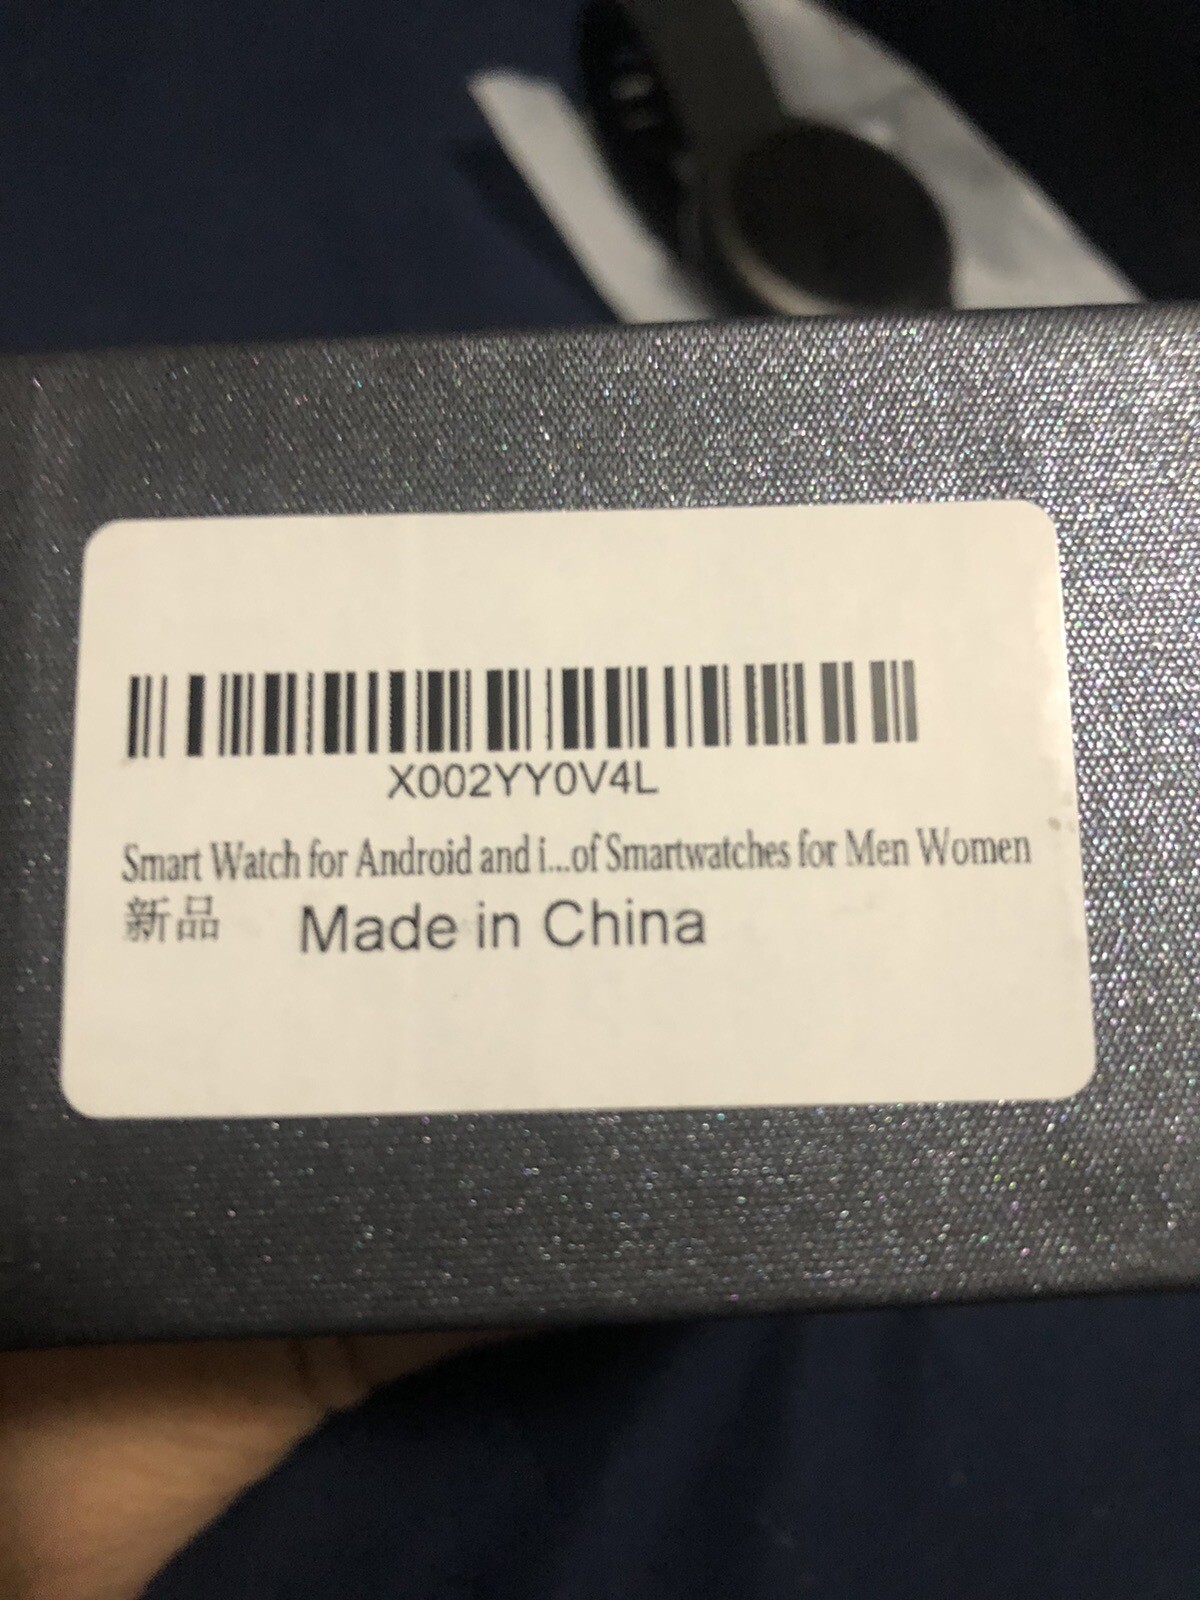 X002YY0V4L
Smart Watch for Android and i...of Smartwatches for Men Women
新品 Made in China